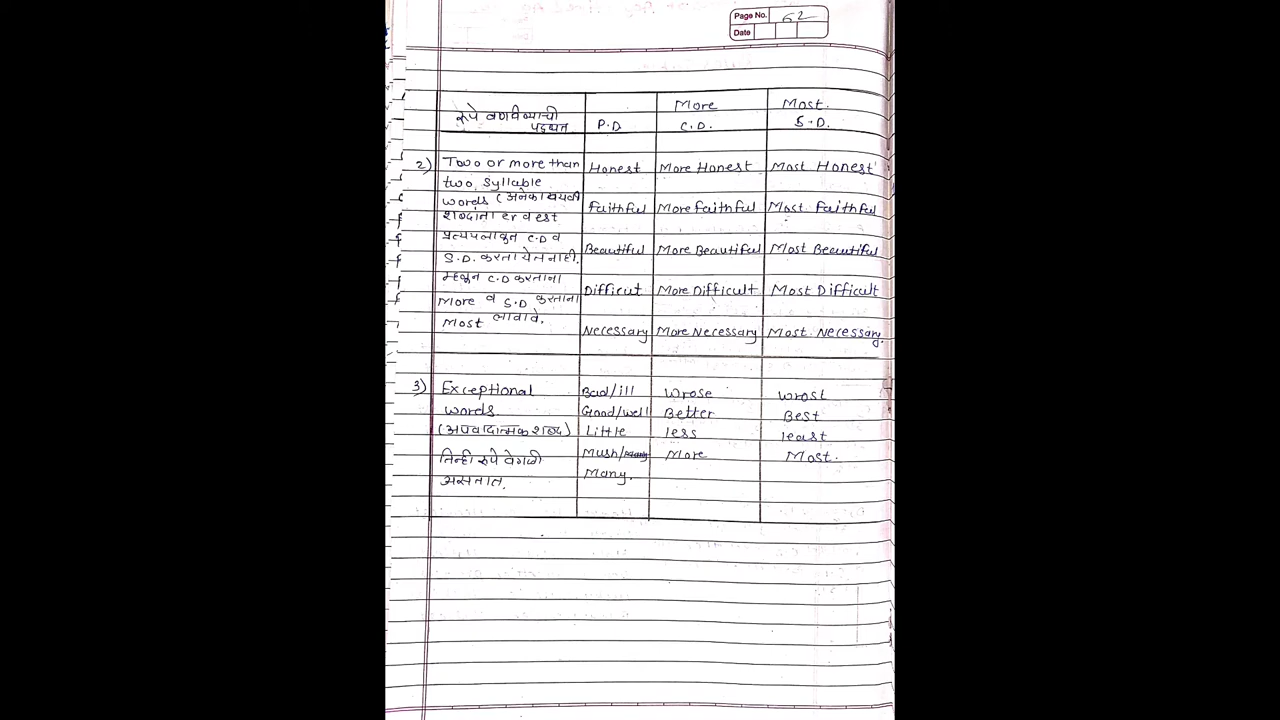 Page No. 62
Date
More Most.
रूपे बनविण्याची P.D C.D. S.D.
पद्धत
2) Two or more than Honest More Honest Most Honest
two syllable
words (अनेकावयवी Faithful More Faithful Most Faithful
शब्दांना er व est
प्रत्यय लावून C.D व Beautiful More Beautiful Most Beautiful
S.D. करता येत नाही.
म्हणून C.D करताना Difficut More Difficult Most Difficult
More व S.D करताना
Most लावावे. Necessary More Necessary Most Necessary.
3) Exceptional Bad/ill Wrose Wrost
words Good/well Better Best
(अपवादात्मक शब्द) Little less least
तिन्ही रूपे वेगळी Mush/ More Most.
असतात. Many.